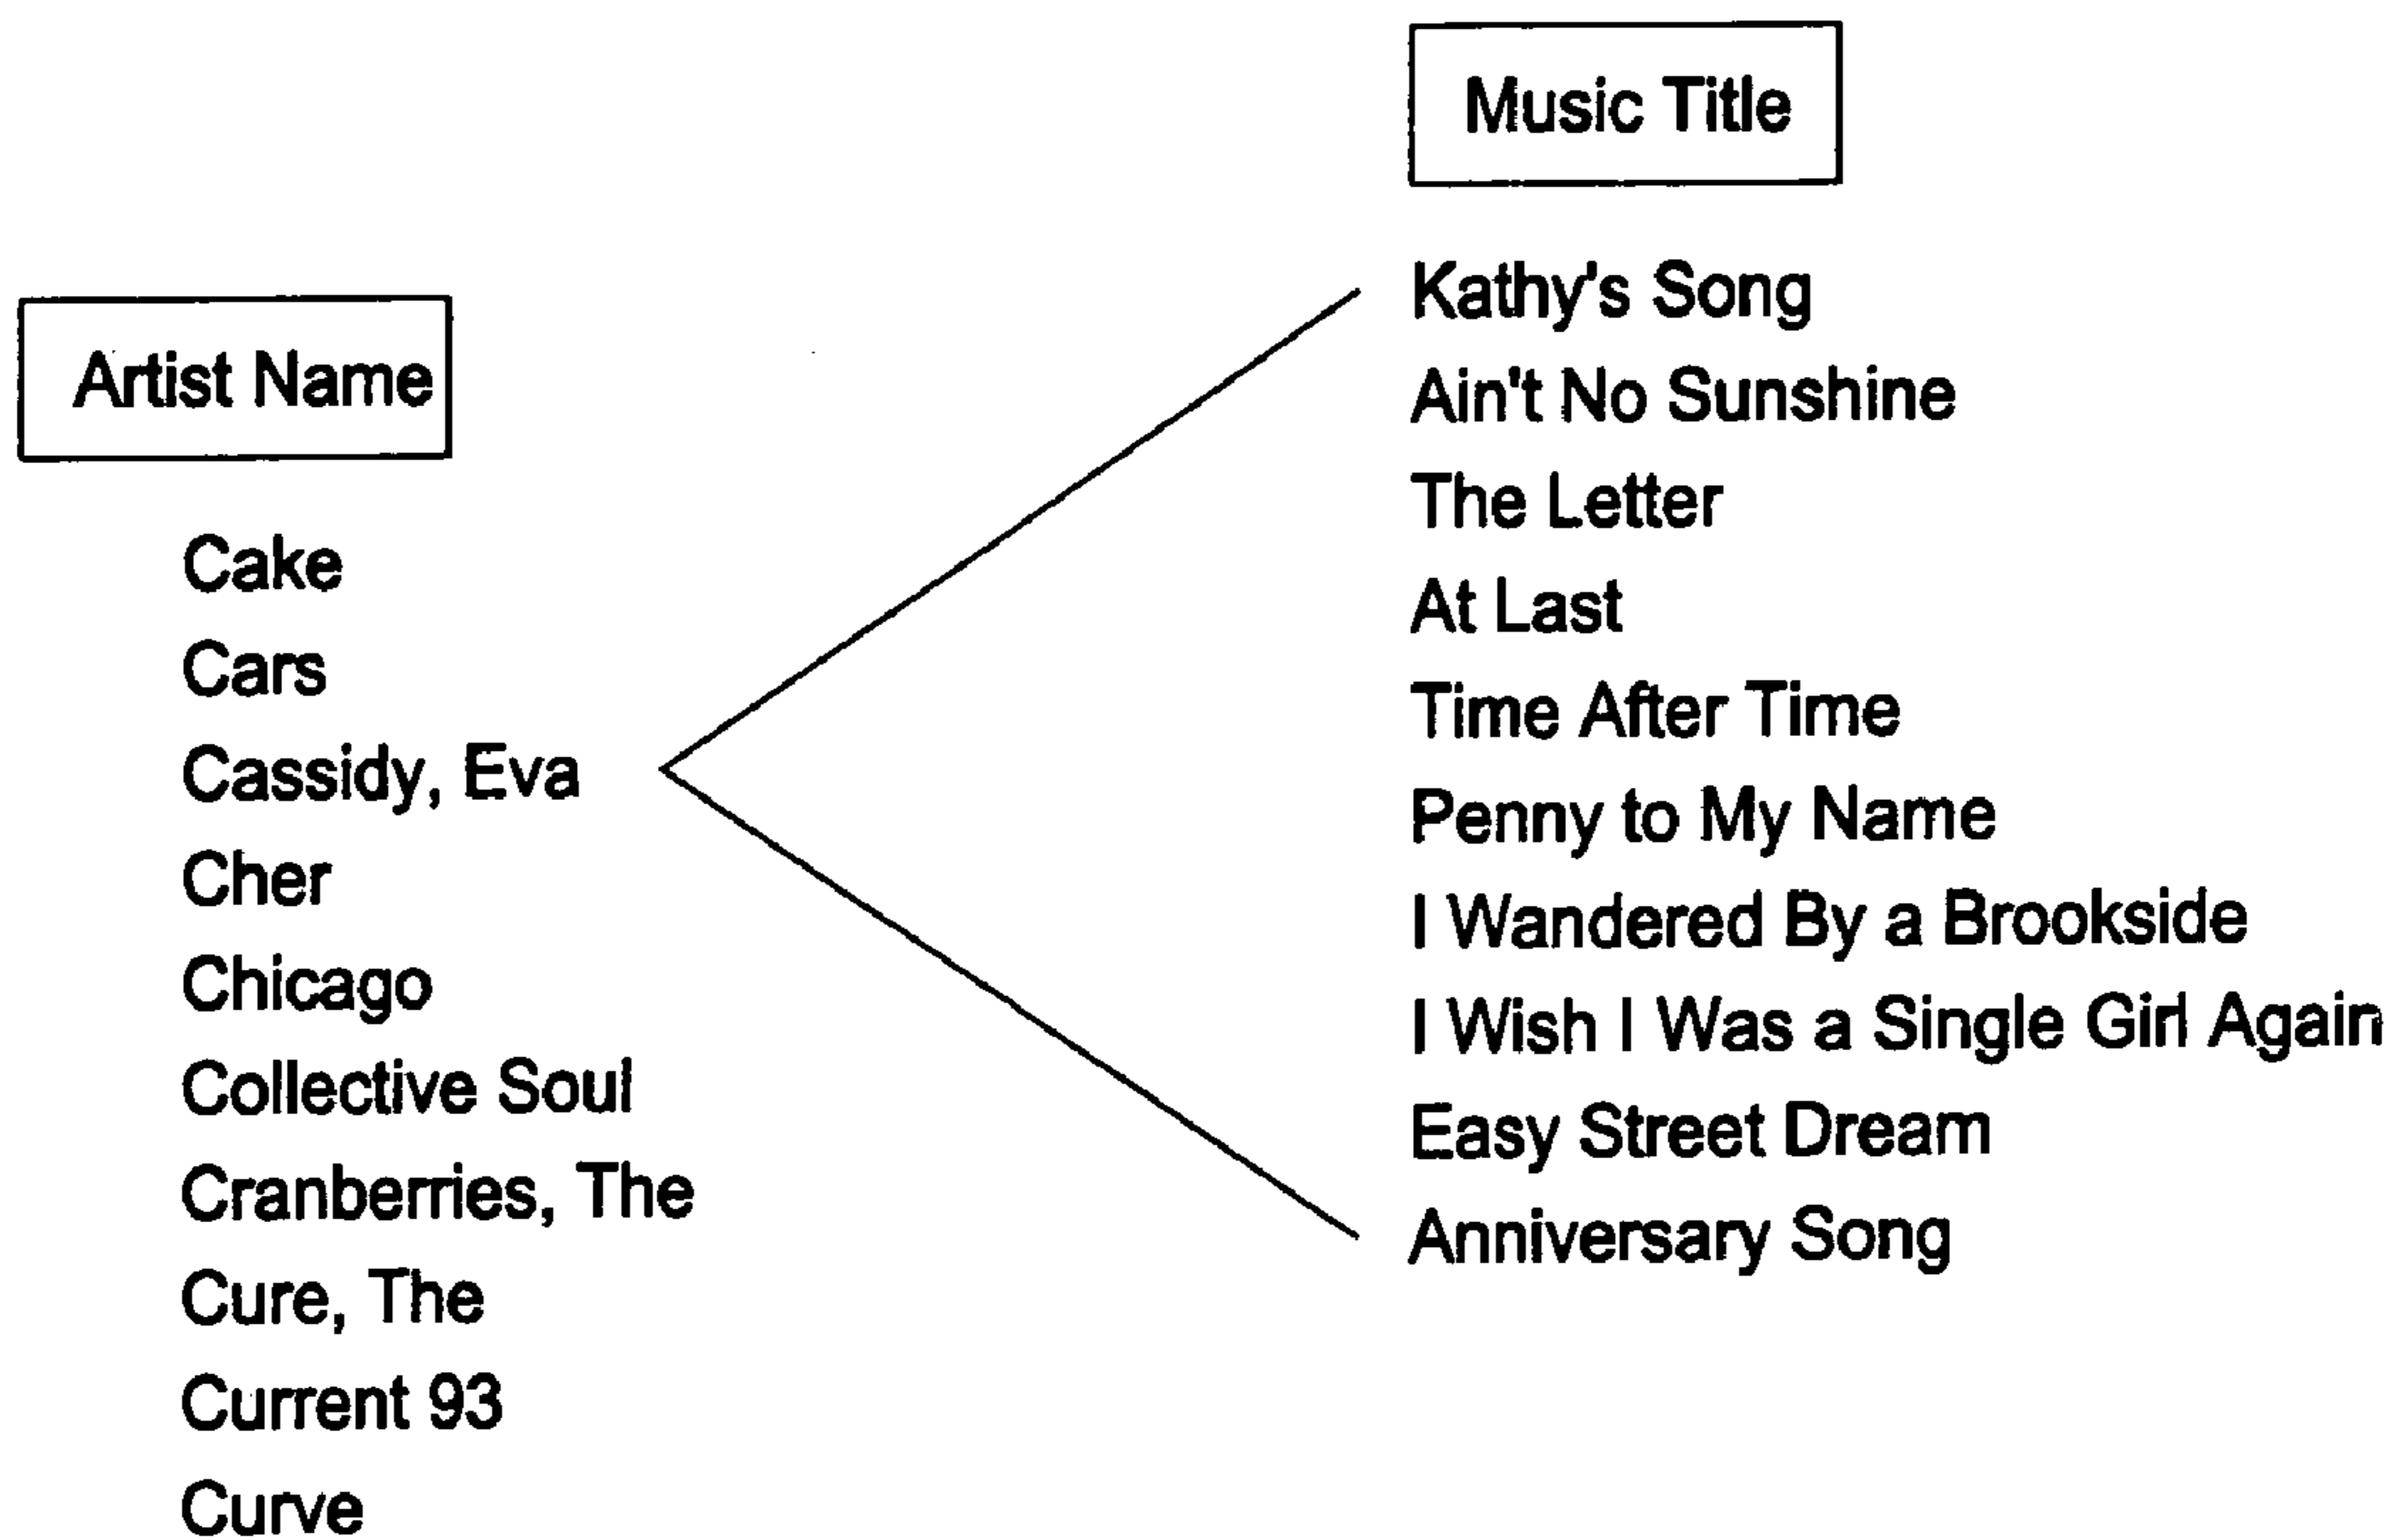 Artist Name
Cake
Cars
Cassidy, Eva
Cher
Chicago
Collective Soul
Cranberries, The
Cure, The
Current 93
Curve
Music Title
Kathy's Song
Ain't No Sunshine
The Letter
At Last
Time After Time
Penny to My Name
I Wandered By a Brookside
I Wish I Was a Single Girl Again
Easy Street Dream
Anniversary Song